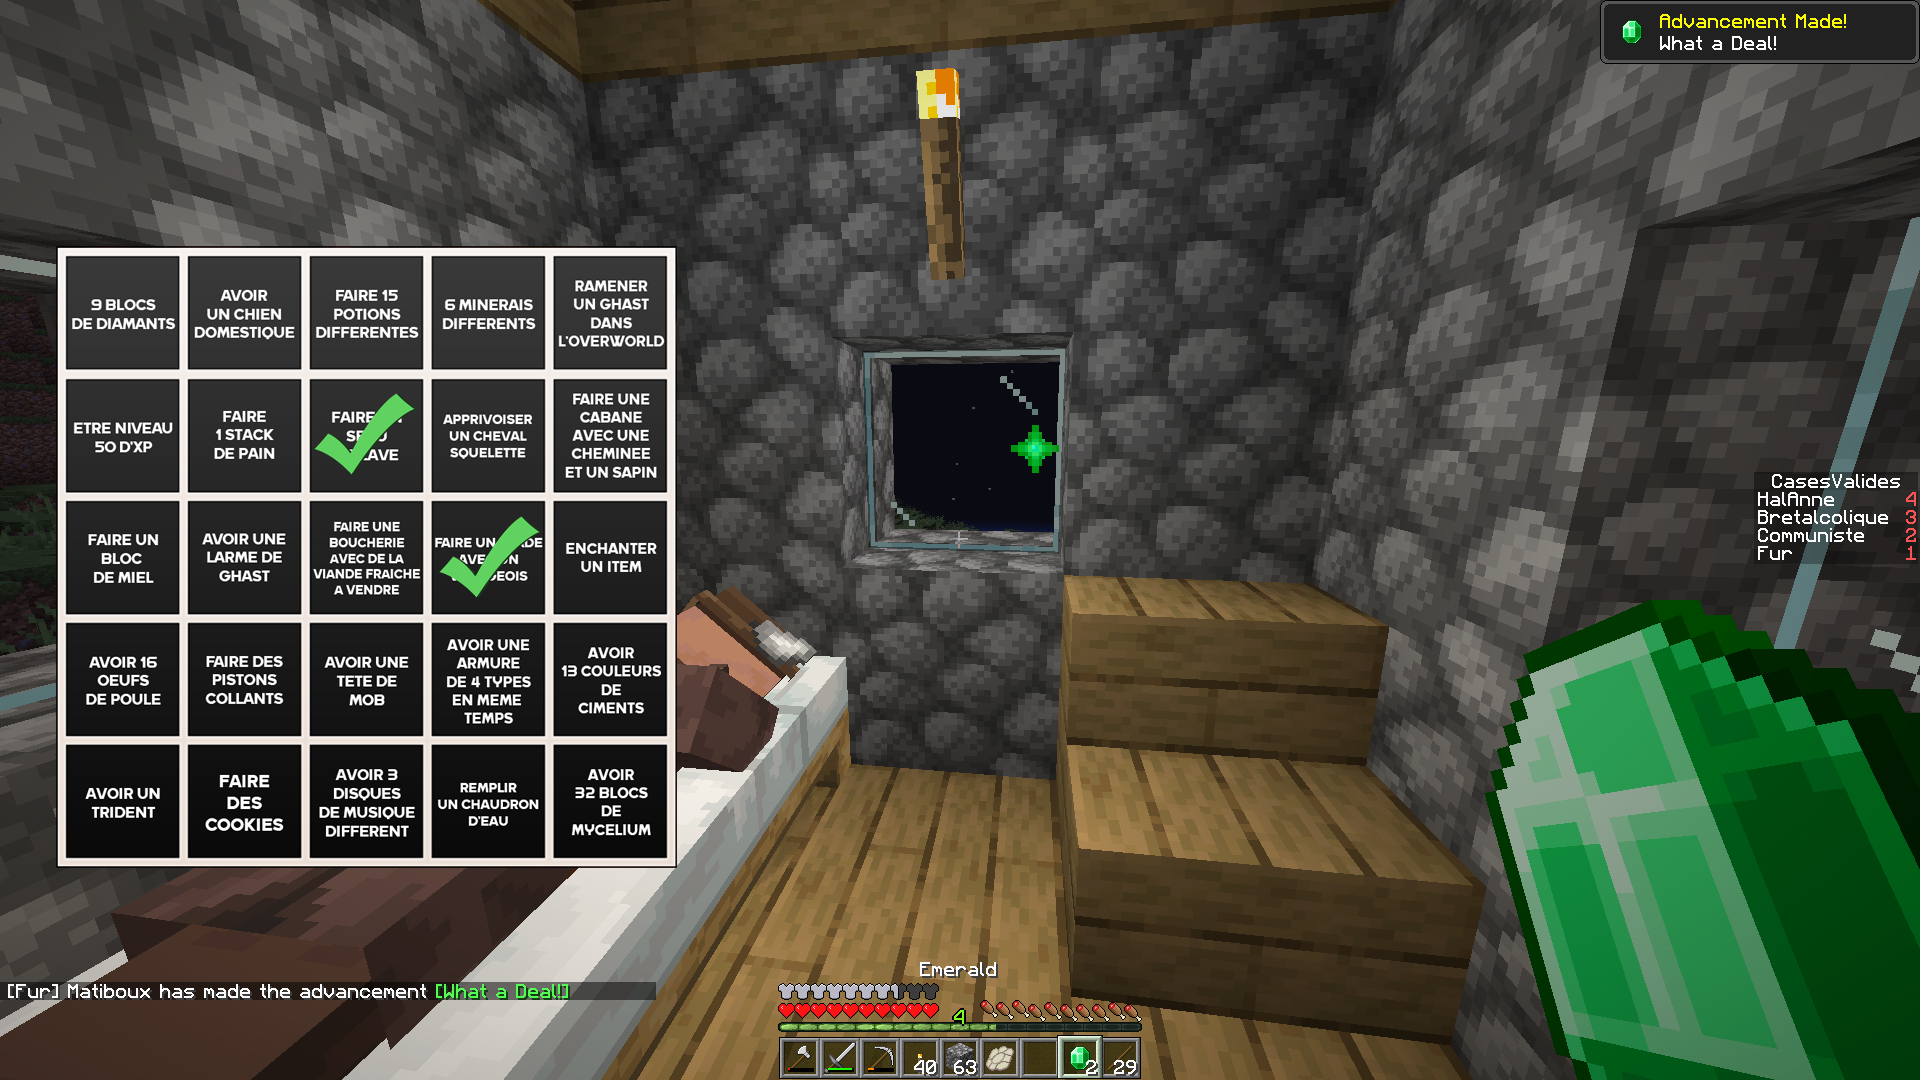 Advancement Made!
What a Deal!
9 BLOCS
DE DIAMANTS
AVOIR
UN CHIEN
DOMESTIQUE
FAIRE 15
POTIONS
DIFFERENTES
6 MINERAIS
DIFFERENTS
RAMENER
UN GHAST
DANS
L'OVERWORLD
ETRE NIVEAU
50 D'XP
FAIRE
1 STACK
DE PAIN
FAIRE
APPRIVOISER
UN CHEVAL
SQUELETTE
FAIRE UNE
CABANE
AVEC UNE
CHEMINEE
ET UN SAPIN
FAIRE UN
BLOC
DE MIEL
AVOIR UNE
LARME DE
GHAST
FAIRE UNE
BOUCHERIE
AVEC DE LA
VIANDE FRAICHE
A VENDRE
FAIRE UN
ENCHANTER
UN ITEM
AVOIR 16
OEUFS
DE POULE
FAIRE DES
PISTONS
COLLANTS
AVOIR UNE
TETE DE
MOB
AVOIR UNE
ARMURE
DE 4 TYPES
EN MEME
TEMPS
AVOIR
13 COULEURS
DE
CIMENTS
AVOIR UN
TRIDENT
FAIRE
DES
COOKIES
AVOIR 3
DISQUES
DE MUSIQUE
DIFFERENT
REMPLIR
UN CHAUDRON
D'EAU
AVOIR
32 BLOCS
DE
MYCELIUM
CasesValides
HalAnne 4
Bretalcolique 3
Communiste 2
Fur 1
[Fur] Matiboux has made the advancement [What a Deal!]
Emerald
4
40 63 2 29